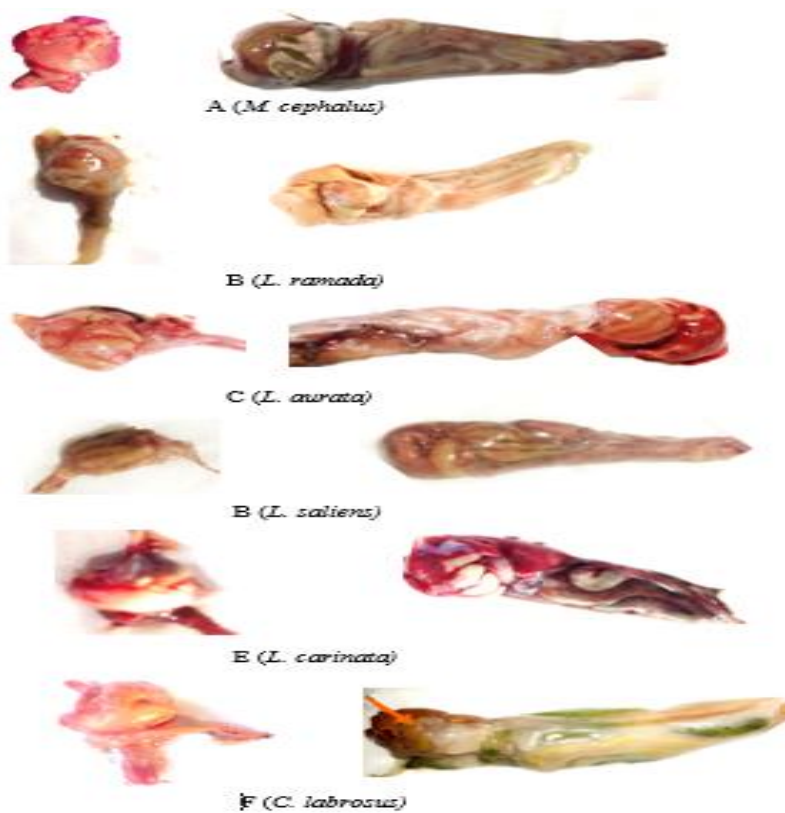 A (M. cephalus)
B (L. ramada)
C (L. aurata)
B (L. saliens)
E (L. carinata)
F (C. labrosus)